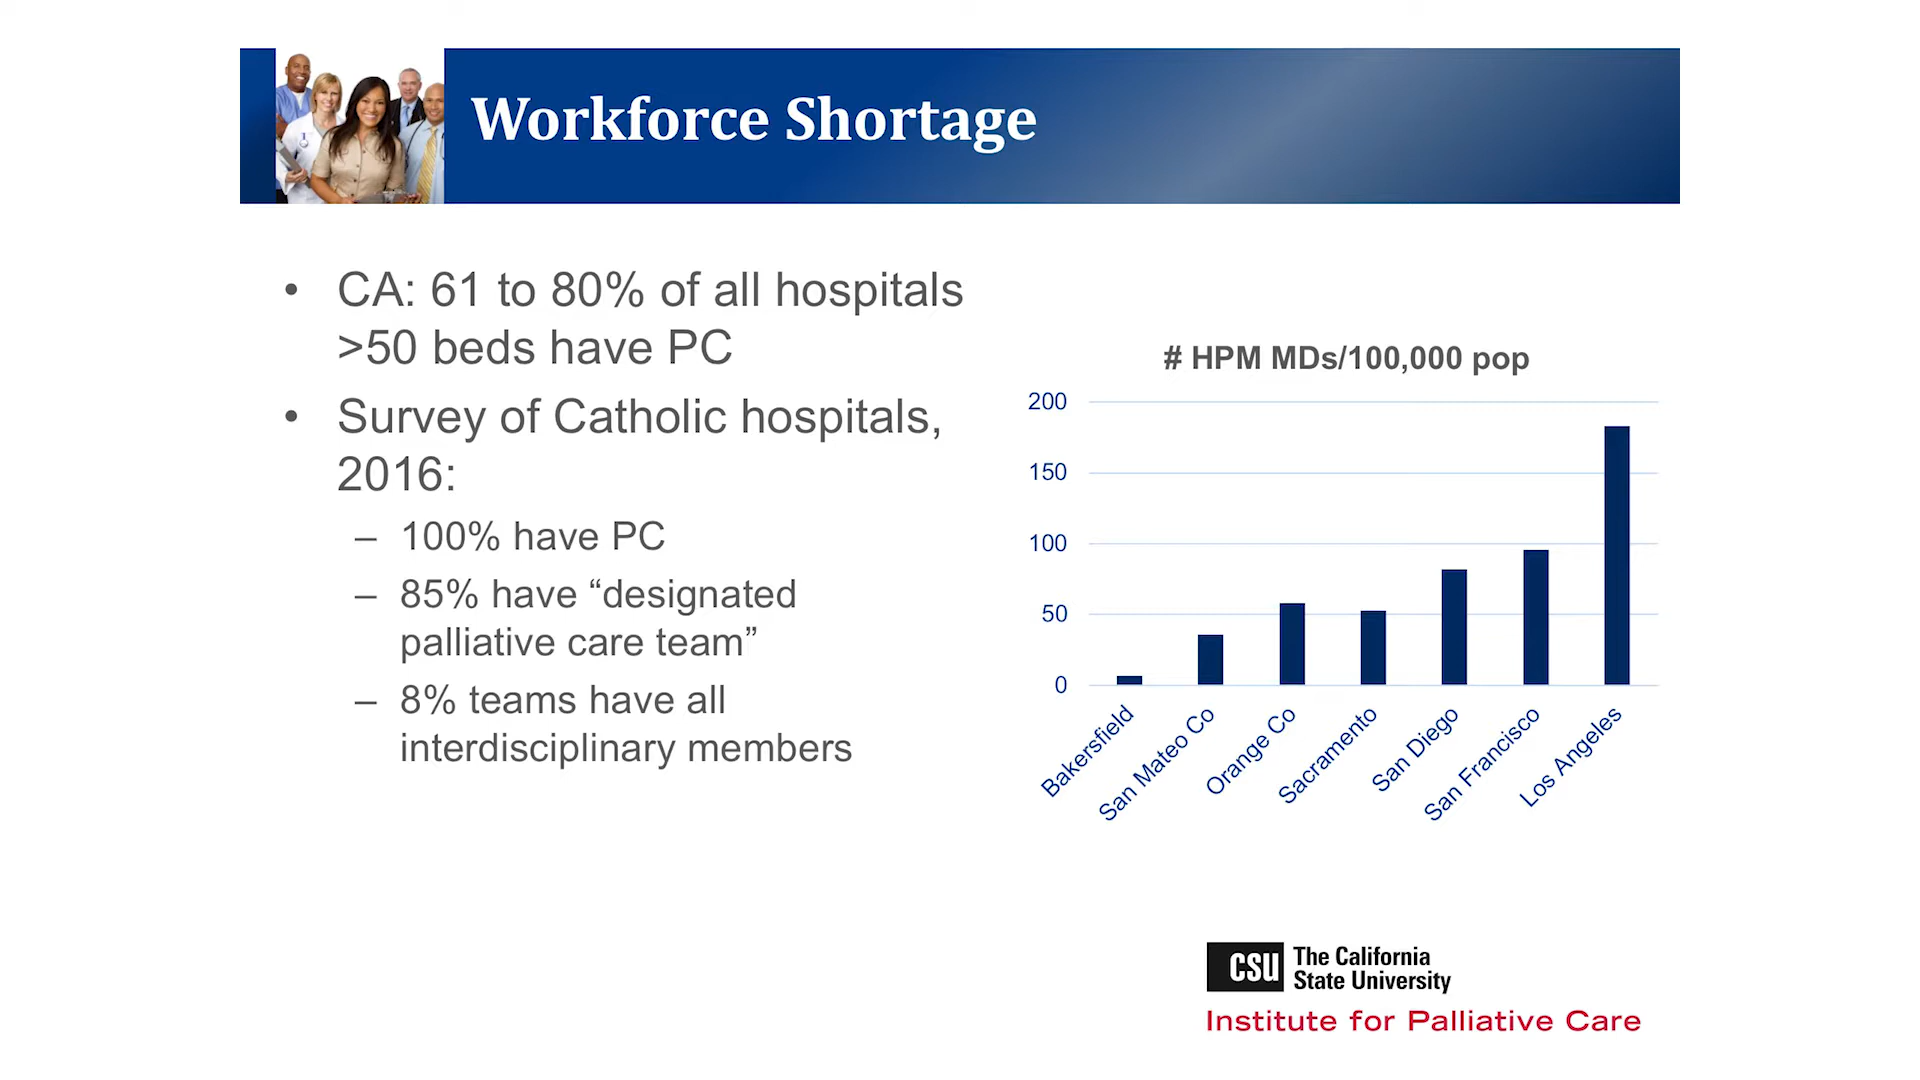 Workforce Shortage
• CA: 61 to 80% of all hospitals
>50 beds have PC
• Survey of Catholic hospitals,
2016:
– 100% have PC
– 85% have “designated
palliative care team”
– 8% teams have all
interdisciplinary members
# HPM MDs/100,000 pop
200
150
100
50
0
Bakersfield
San Mateo Co
Orange Co
Sacramento
San Diego
San Francisco
Los Angeles
CSU The California
State University
Institute for Palliative Care